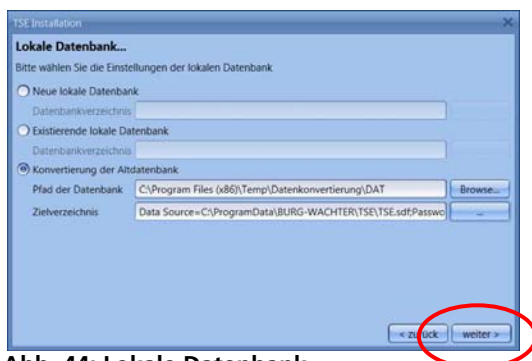 TSE Installation
Lokale Datenbank...
Bitte wählen Sie die Einstellungen der lokalen Datenbank
Neue lokale Datenbank
Datenbankverzeichnis
Existierende lokale Datenbank
Datenbankverzeichnis
Konvertierung der Altdatenbank
Pfad der Datenbank C:\Program Files (x86)\Temp\Datenkonvertierung\DAT Browse...
Zielverzeichnis Data Source=C:\ProgramData\BURG-WACHTER\TSE\TSE.sdf;Passwo ...
< zurück weiter >
Abb. 44: Lokale Datenbank